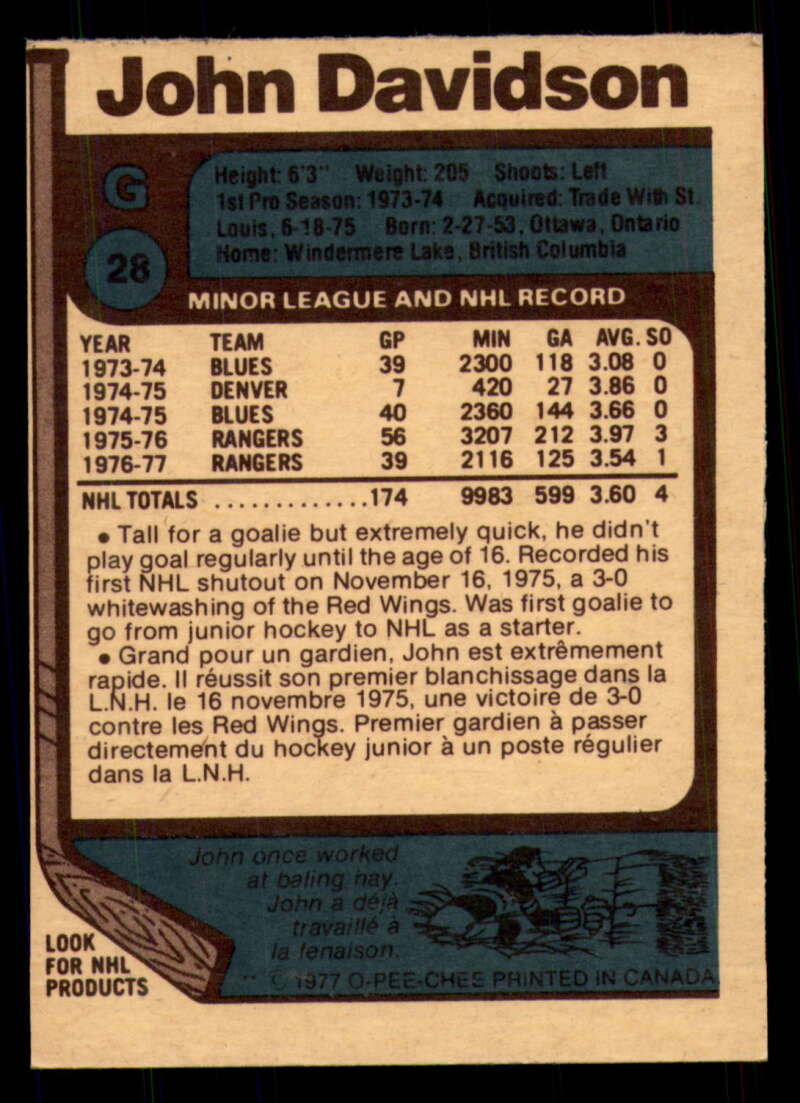 John Davidson
G
Height: 6'3" Weight: 205 Shoots: Left
1st Pro Season: 1973-74 Acquired: Trade With St.
Louis, 6-18-75 Born: 2-27-53, Ottawa, Ontario
Home: Windermere Lake, British Columbia
28
MINOR LEAGUE AND NHL RECORD
YEAR TEAM GP MIN GA AVG. SO
1973-74 BLUES 39 2300 118 3.08 0
1974-75 DENVER 7 420 27 3.86 0
1974-75 BLUES 40 2360 144 3.66 0
1975-76 RANGERS 56 3207 212 3.97 3
1976-77 RANGERS 39 2116 125 3.54 1
NHL TOTALS ..............174 9983 599 3.60 4
• Tall for a goalie but extremely quick, he didn't
play goal regularly until the age of 16. Recorded his
first NHL shutout on November 16, 1975, a 3-0
whitewashing of the Red Wings. Was first goalie to
go from junior hockey to NHL as a starter.
• Grand pour un gardien, John est extrêmement
rapide. Il réussit son premier blanchissage dans la
L.N.H. le 16 novembre 1975, une victoire de 3-0
contre les Red Wings. Premier gardien à passer
directement du hockey junior à un poste régulier
dans la L.N.H.
John once worked
at baling hay.
John a déjà
travaillé à
la fenaison.
LOOK
FOR NHL
PRODUCTS
© 1977 O-PEE-CHEE PRINTED IN CANADA